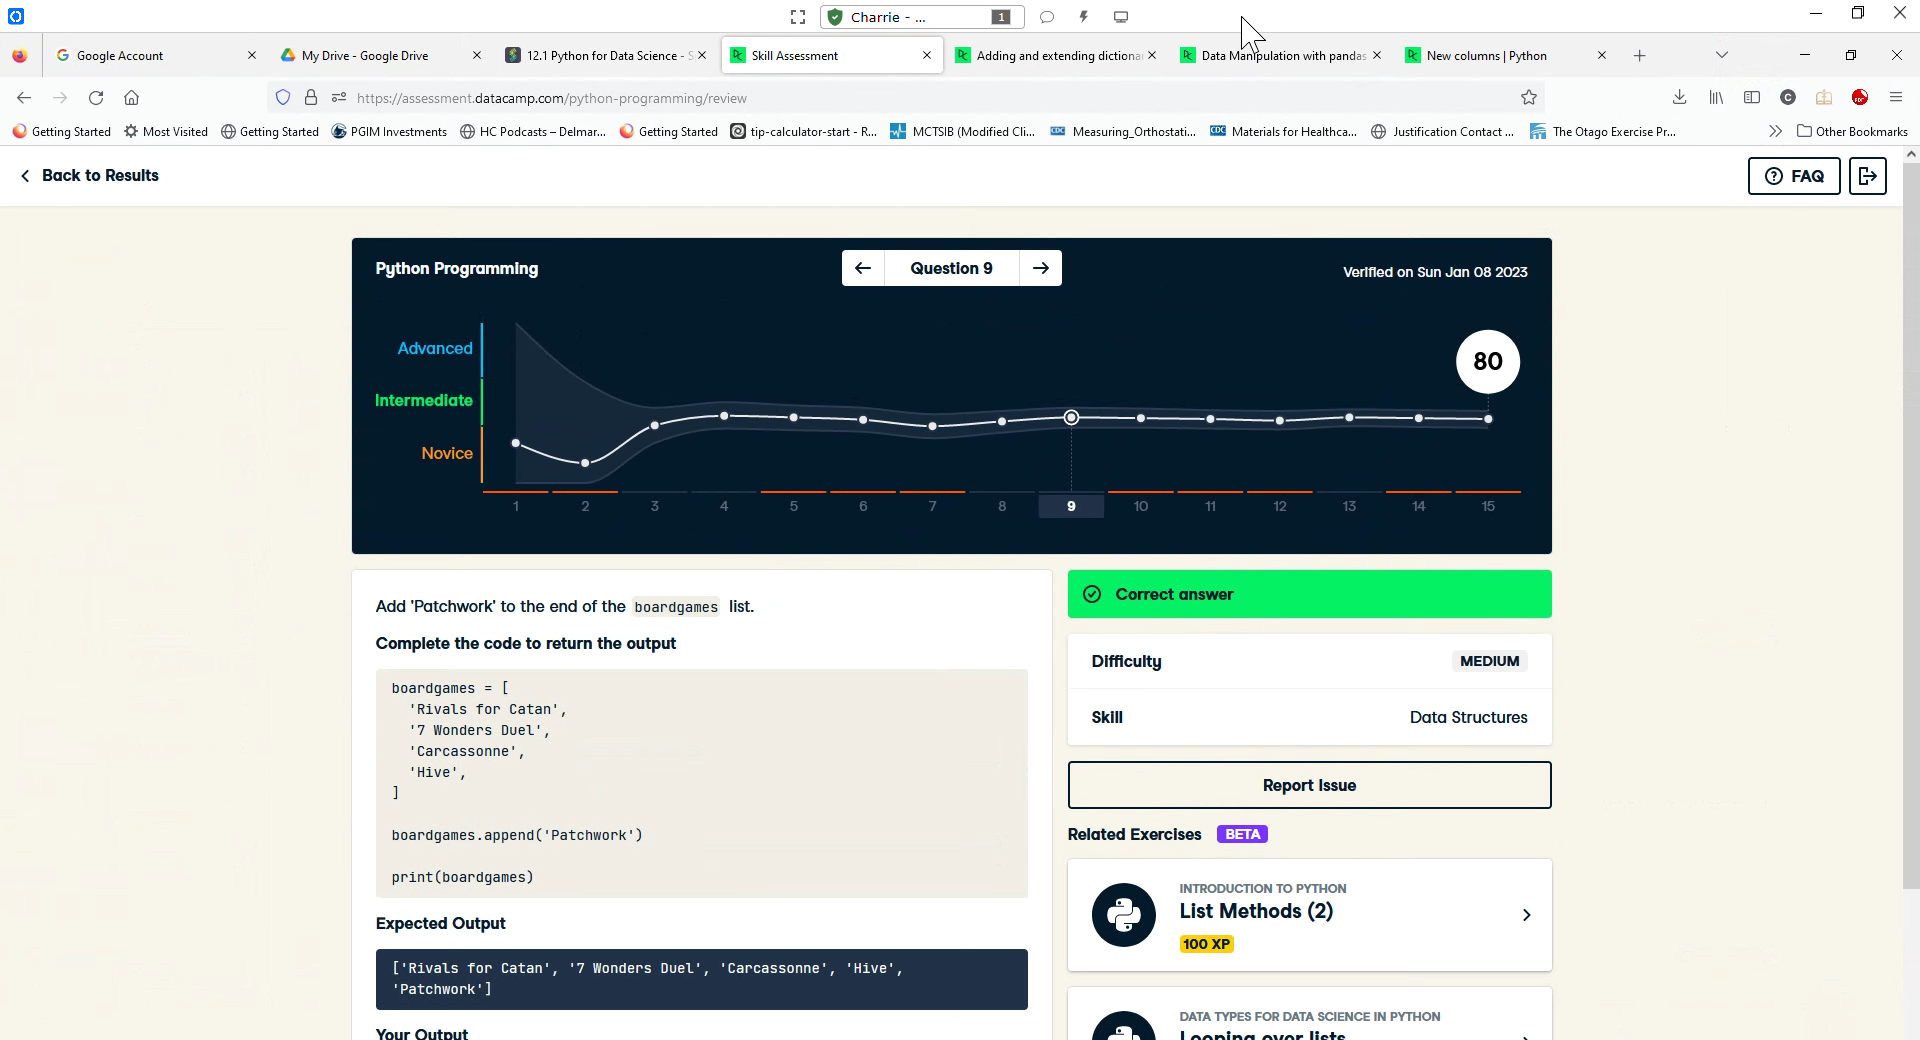 Charrie - ...
1
Google Account
My Drive - Google Drive
12.1 Python for Data Science - S
Skill Assessment
Adding and extending dictionar
Data Manipulation with pandas
New columns | Python
https://assessment.datacamp.com/python-programming/review
C
Getting Started
Most Visited
Getting Started
PGIM Investments
HC Podcasts – Delmar...
Getting Started
tip-calculator-start - R...
MCTSIB (Modified Cli...
Measuring_Orthostati...
Materials for Healthca...
Justification Contact ...
The Otago Exercise Pr...
Other Bookmarks
Back to Results
FAQ
Python Programming
Question 9
Verified on Sun Jan 08 2023
Advanced
80
Intermediate
Novice
1 2 3 4 5 6 7 8 9 10 11 12 13 14 15
Add 'Patchwork' to the end of the boardgames list.
Complete the code to return the output
boardgames = [
'Rivals for Catan',
'7 Wonders Duel',
'Carcassonne',
'Hive',
]
boardgames.append('Patchwork')
print(boardgames)
Expected Output
['Rivals for Catan', '7 Wonders Duel', 'Carcassonne', 'Hive',
'Patchwork']
Your Output
Correct answer
Difficulty
MEDIUM
Skill
Data Structures
Report Issue
Related Exercises
BETA
INTRODUCTION TO PYTHON
List Methods (2)
100 XP
DATA TYPES FOR DATA SCIENCE IN PYTHON
Looping over lists